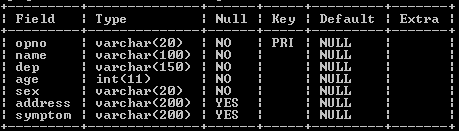 Field | Type | Null | Key | Default | Extra
opno | varchar(20) | NO | PRI | NULL |
name | varchar(100) | NO | | NULL |
dep | varchar(150) | NO | | NULL |
age | int(11) | NO | | NULL |
sex | varchar(20) | NO | | NULL |
address | varchar(200) | YES | | NULL |
symptom | varchar(200) | YES | | NULL |